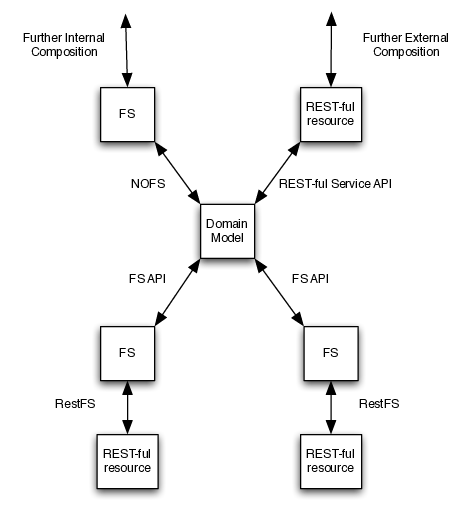 Further Internal
Composition
Further External
Composition
FS
REST-ful
resource
NOFS
REST-ful Service API
Domain
Model
FS API
FS API
FS
FS
RestFS
RestFS
REST-ful
resource
REST-ful
resource